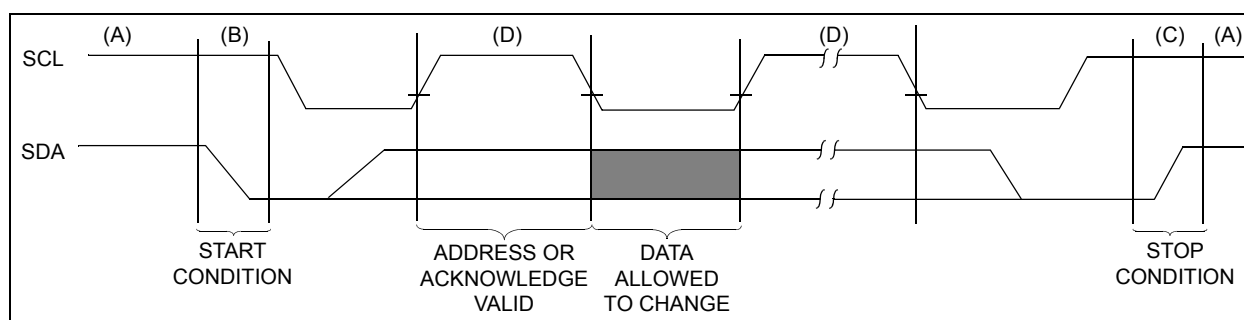 (A) (B) (D) (D) (C) (A)
SCL
SDA
START
CONDITION
ADDRESS OR
ACKNOWLEDGE
VALID
DATA
ALLOWED
TO CHANGE
STOP
CONDITION